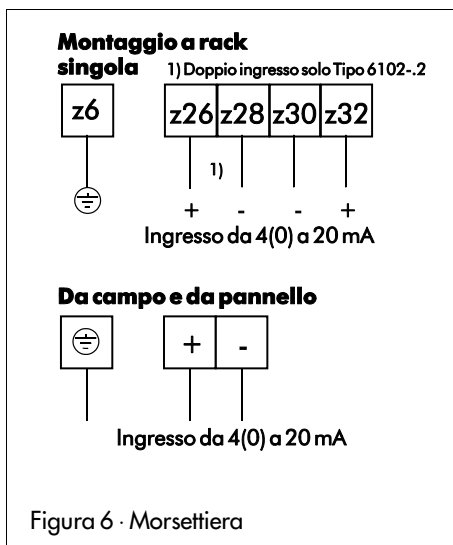 Montaggio a rack
singola 1) Doppio ingresso solo Tipo 6102-.2
z6 z26 z28 z30 z32
1)
+ - - +
Ingresso da 4(0) a 20 mA
Da campo e da pannello
+ -
Ingresso da 4(0) a 20 mA
Figura 6 · Morsettiera